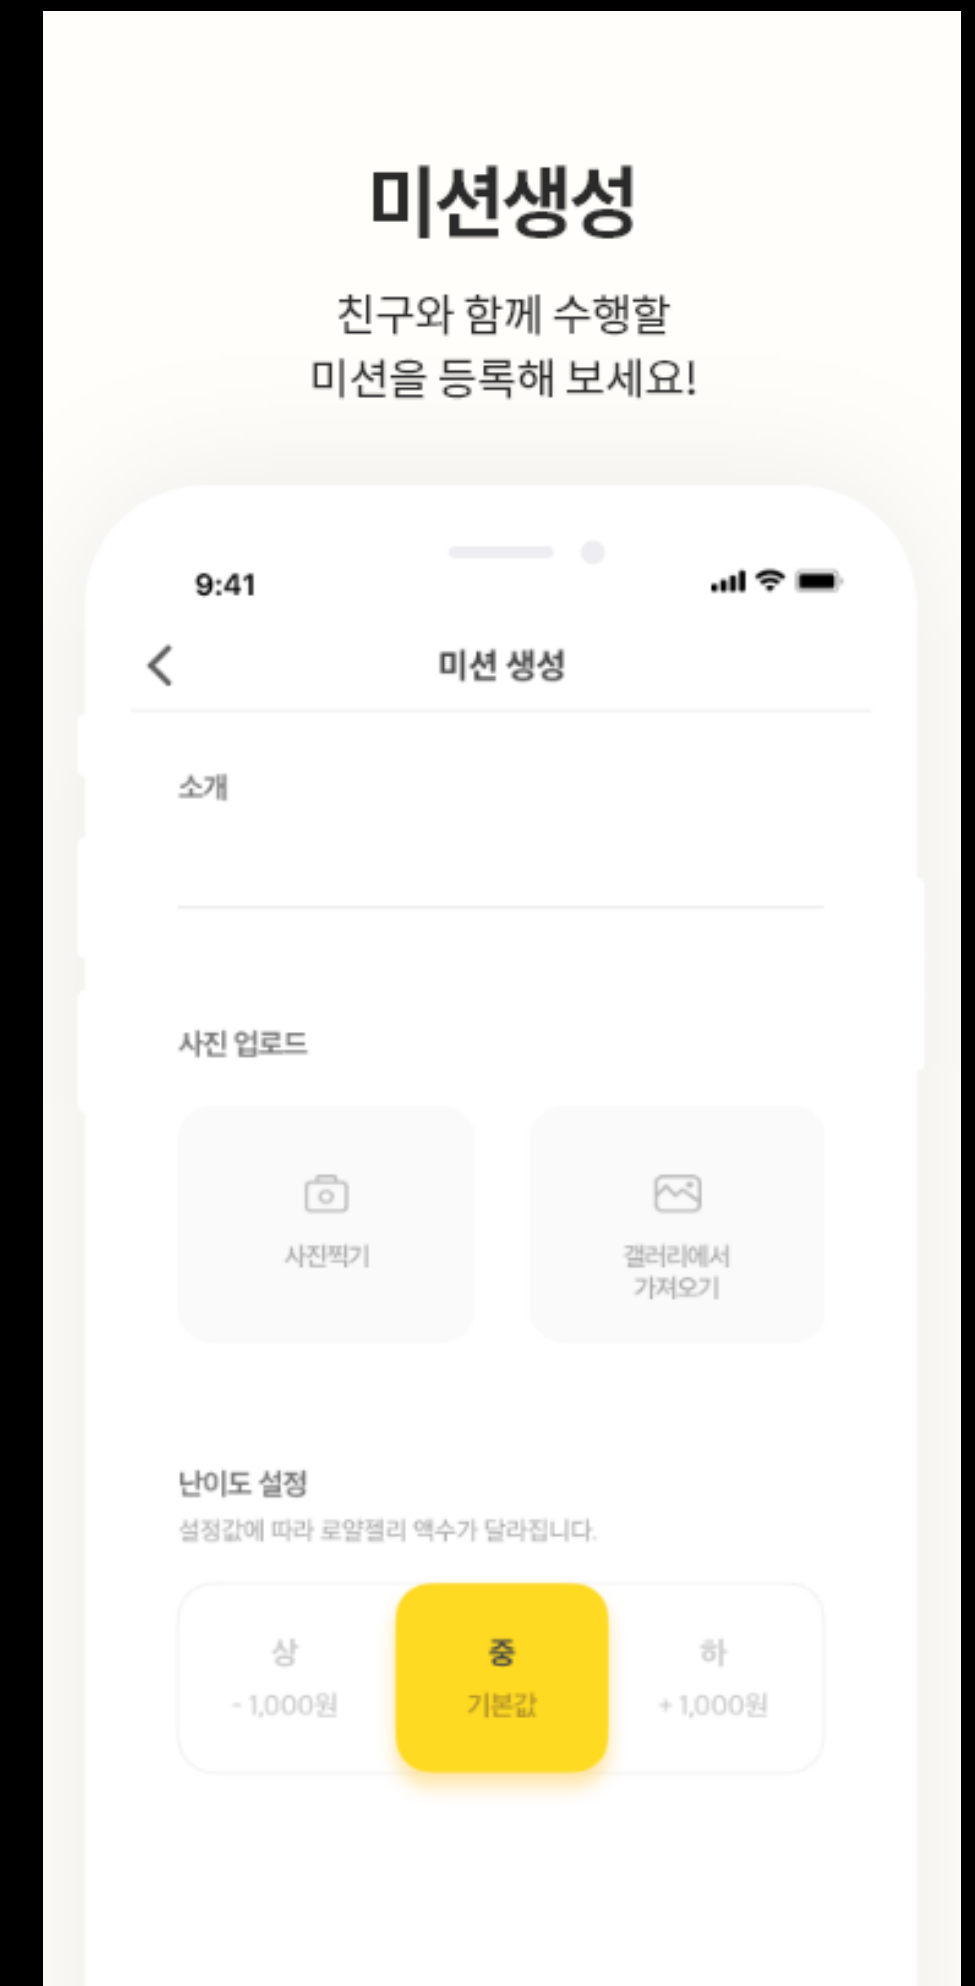 미션생성
친구와 함께 수행할
미션을 등록해 보세요!
9:41
미션 생성
소개
사진 업로드
사진찍기
갤러리에서
가져오기
난이도 설정
설정값에 따라 로얄젤리 액수가 달라집니다.
상
- 1,000원
중
기본값
하
+ 1,000원